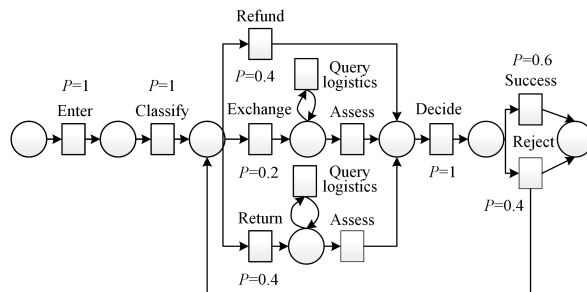 Refund
P=0.4
Query
logistics
P=0.6
Success
P=1
Enter
P=1
Classify
Exchange
P=0.2
Assess
Decide
P=1
Reject
P=0.4
Query
logistics
Return
P=0.4
Assess